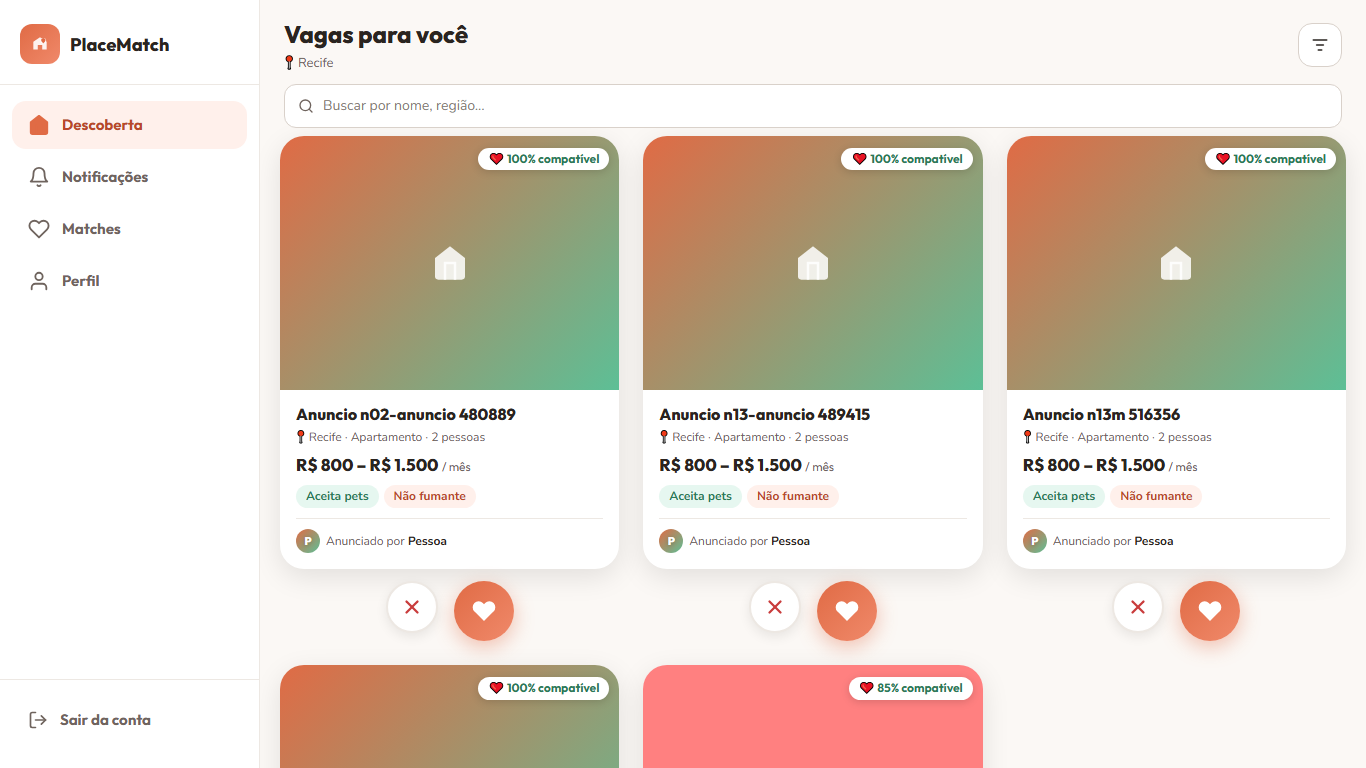 PlaceMatch
Descoberta
Notificações
Matches
Perfil
Sair da conta
Vagas para você
Recife
Buscar por nome, região...
100% compatível
Anuncio n02-anuncio 480889
Recife · Apartamento · 2 pessoas
R$ 800 – R$ 1.500 / mês
Aceita pets
Não fumante
P
Anunciado por Pessoa
100% compatível
Anuncio n13-anuncio 489415
Recife · Apartamento · 2 pessoas
R$ 800 – R$ 1.500 / mês
Aceita pets
Não fumante
P
Anunciado por Pessoa
100% compatível
Anuncio n13m 516356
Recife · Apartamento · 2 pessoas
R$ 800 – R$ 1.500 / mês
Aceita pets
Não fumante
P
Anunciado por Pessoa
100% compatível
85% compatível